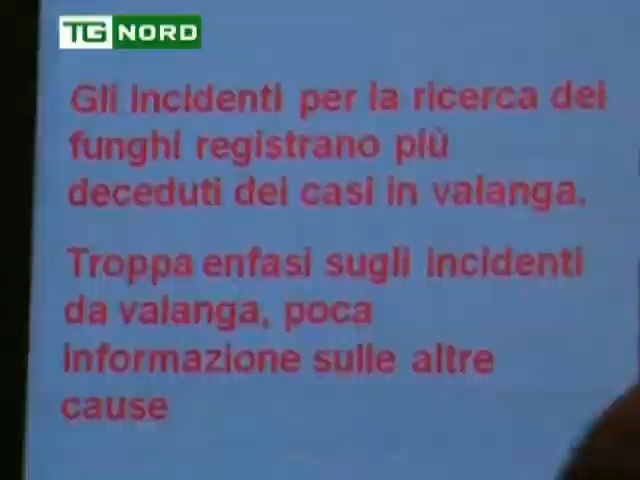 TG NORD
Gli incidenti per la ricerca dei
funghi registrano più
deceduti dei casi in valanga.
Troppa enfasi sugli incidenti
da valanga, poca
informazione sulle altre
cause